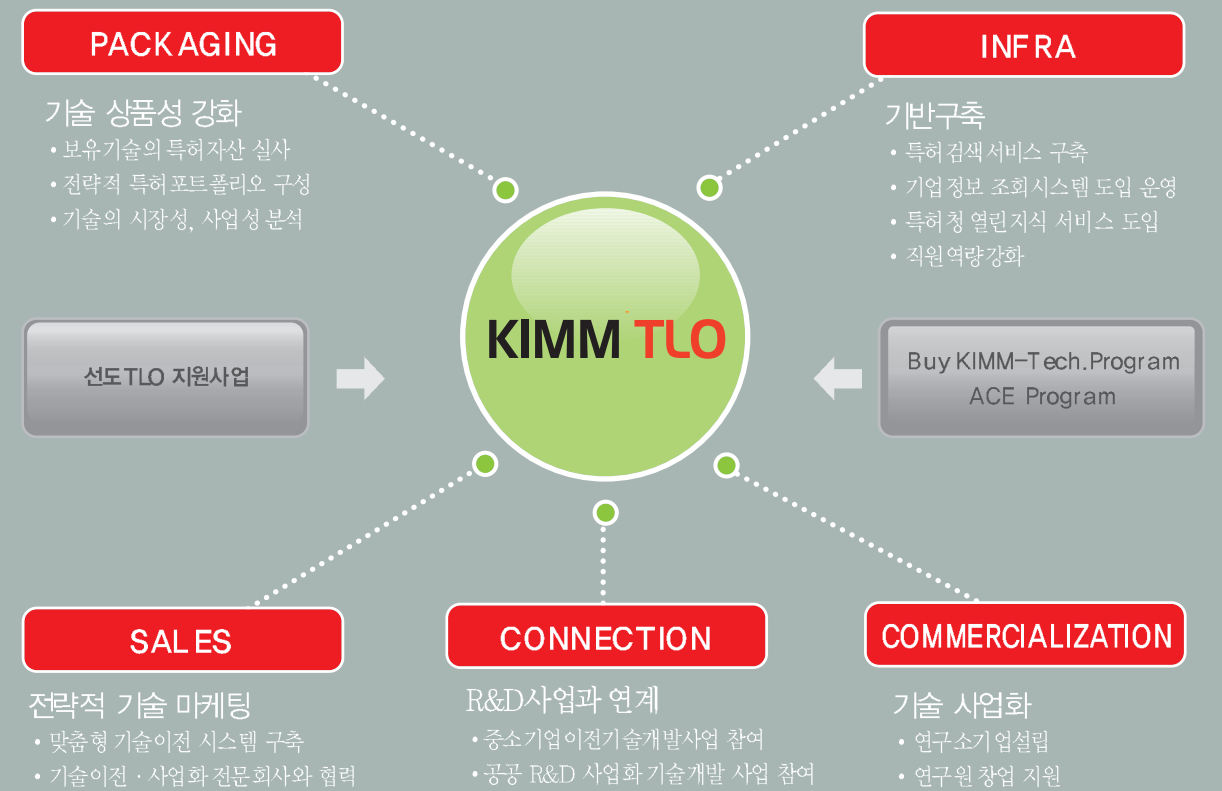 PACKAGING
기술 상품성 강화
• 보유기술의 특허자산 실사
• 전략적 특허포트폴리오 구성
• 기술의 시장성, 사업성 분석
INFRA
기반구축
• 특허검색서비스 구축
• 기업정보 조회시스템 도입 운영
• 특허청 열린지식 서비스 도입
• 직원역량강화
선도TLO 지원사업
KIMM TLO
Buy KIMM-Tech.Program
ACE Program
SALES
전략적 기술 마케팅
• 맞춤형 기술이전 시스템 구축
• 기술이전 · 사업화 전문회사와 협력
CONNECTION
R&D사업과 연계
• 중소기업이전기술개발사업 참여
• 공공 R&D 사업화 기술개발 사업 참여
COMMERCIALIZATION
기술 사업화
• 연구소기업설립
• 연구원 창업 지원